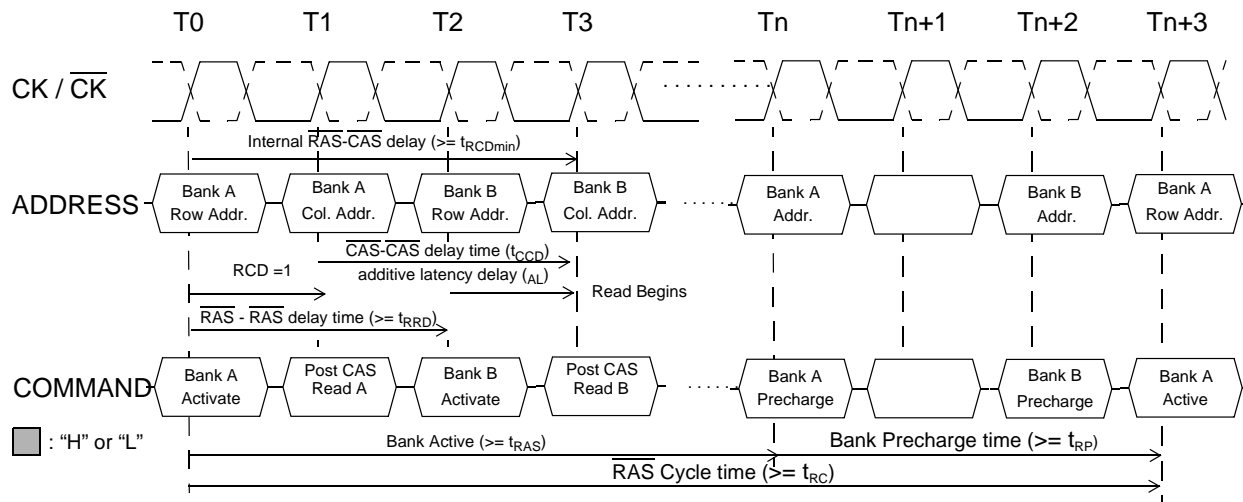 T0 T1 T2 T3 Tn Tn+1 Tn+2 Tn+3
CK / CK
Internal RAS-CAS delay (>= tRCDmin)
ADDRESS
Bank A
Row Addr.
Bank A
Col. Addr.
Bank B
Row Addr.
Bank B
Col. Addr.
Bank A
Addr.
Bank B
Addr.
Bank A
Row Addr.
CAS-CAS delay time (tCCD)
RCD =1
additive latency delay (AL)
Read Begins
RAS - RAS delay time (>= tRRD)
COMMAND
Bank A
Activate
Post CAS
Read A
Bank B
Activate
Post CAS
Read B
Bank A
Precharge
Bank B
Precharge
Bank A
Active
: “H” or “L”
Bank Active (>= tRAS)
Bank Precharge time (>= tRP)
RAS Cycle time (>= tRC)